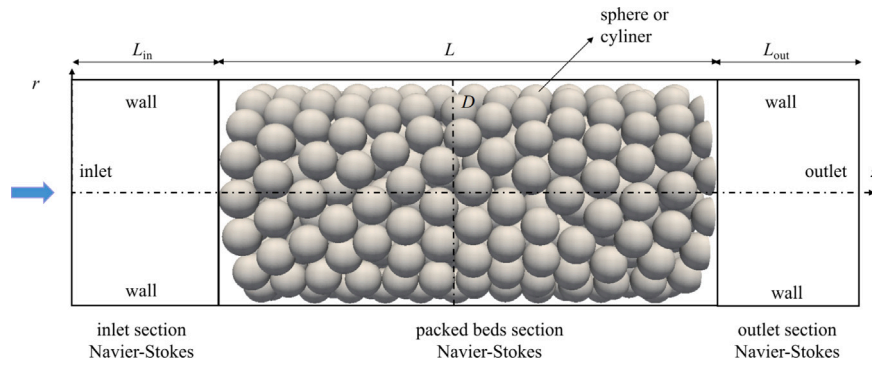 sphere or
cyliner
L_in
L
L_out
r
wall
D
wall
inlet
outlet
wall
wall
inlet section
Navier-Stokes
packed beds section
Navier-Stokes
outlet section
Navier-Stokes